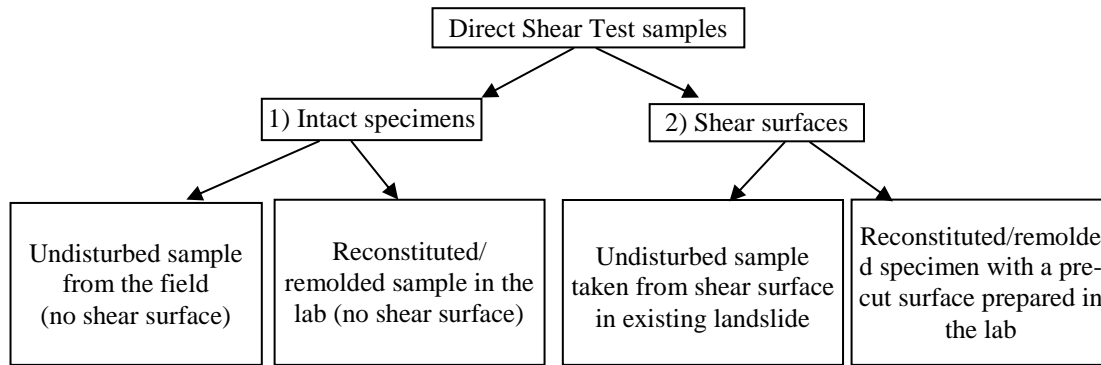 Direct Shear Test samples
1) Intact specimens
2) Shear surfaces
Undisturbed sample
from the field
(no shear surface)
Reconstituted/
remolded sample in the
lab (no shear surface)
Undisturbed sample
taken from shear surface
in existing landslide
Reconstituted/remolde
d specimen with a pre-
cut surface prepared in
the lab